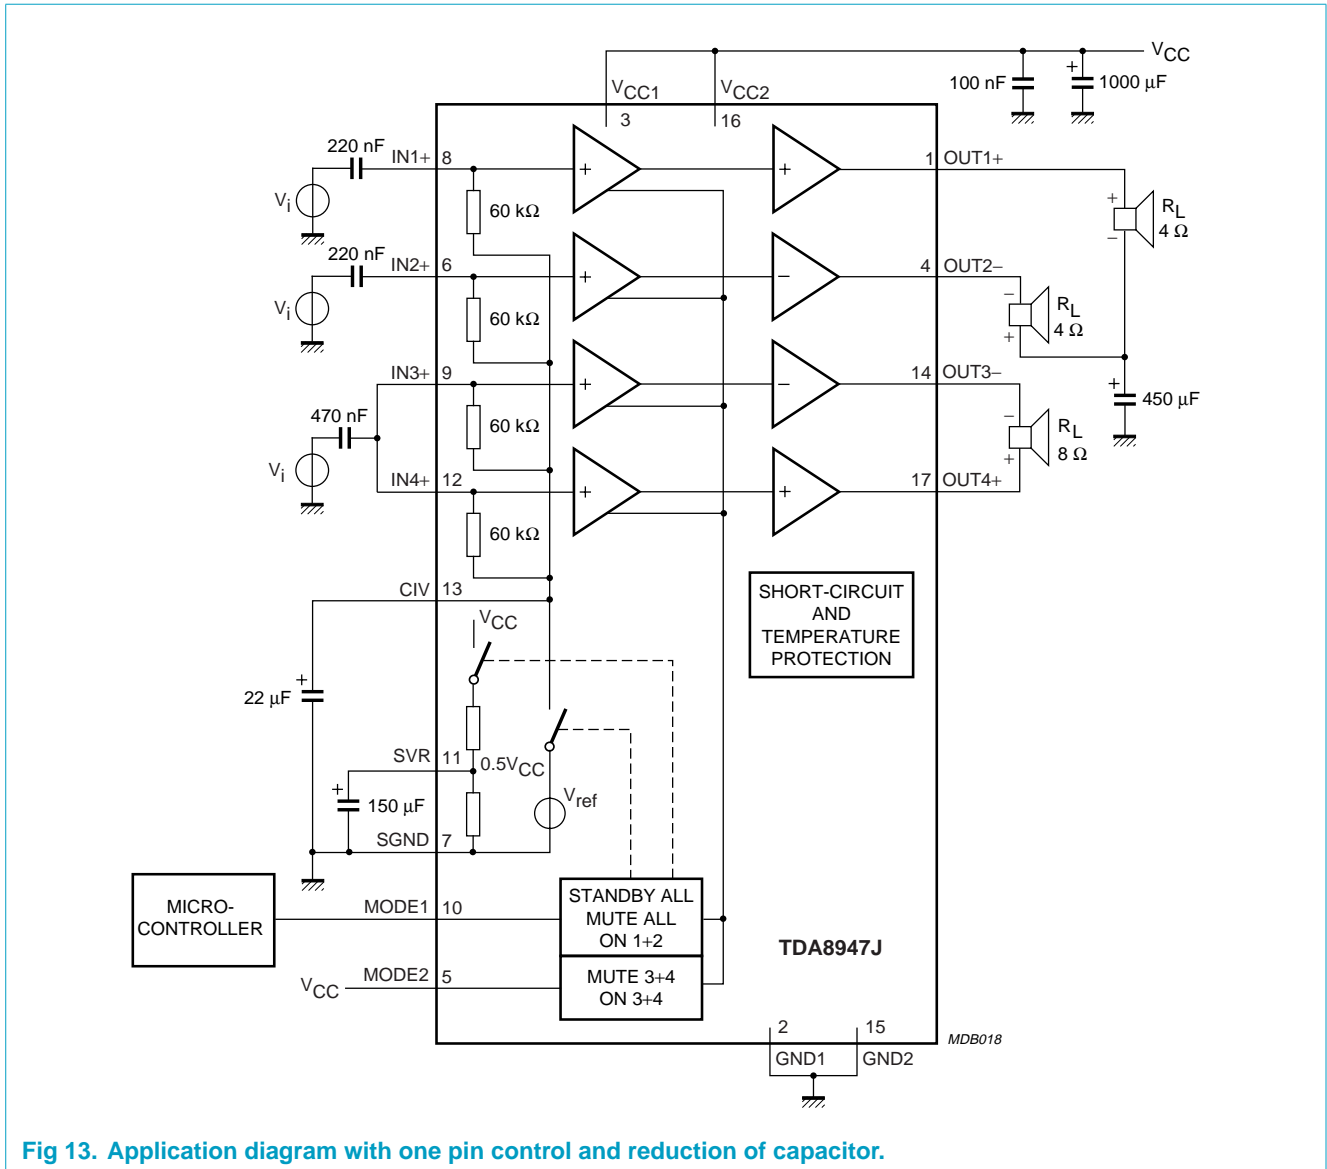 VCC
100 nF
+
1000 μF
VCC1
VCC2
3
16
220 nF
IN1+
8
+
+
1
OUT1+
Vi
60 kΩ
+
−
RL
4 Ω
220 nF
IN2+
6
+
−
4
OUT2−
Vi
60 kΩ
−
+
RL
4 Ω
IN3+
9
+
−
14
OUT3−
470 nF
60 kΩ
−
+
RL
8 Ω
+
450 μF
Vi
IN4+
12
+
+
17
OUT4+
60 kΩ
CIV
13
VCC
SHORT-CIRCUIT
AND
TEMPERATURE
PROTECTION
+
22 μF
SVR
11
0.5VCC
+
150 μF
Vref
SGND
7
MICRO-
CONTROLLER
MODE1
10
STANDBY ALL
MUTE ALL
ON 1+2
TDA8947J
VCC
MODE2
5
MUTE 3+4
ON 3+4
2
15
GND1
GND2
MDB018
Fig 13. Application diagram with one pin control and reduction of capacitor.